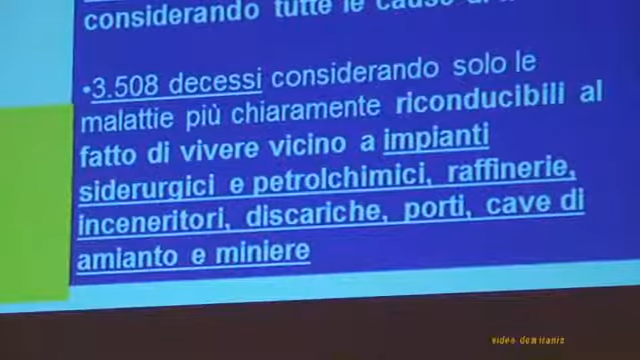 considerando tutte le cause di
•3.508 decessi considerando solo le
malattie più chiaramente riconducibili al
fatto di vivere vicino a impianti
siderurgici e petrolchimici, raffinerie,
inceneritori, discariche, porti, cave di
amianto e miniere